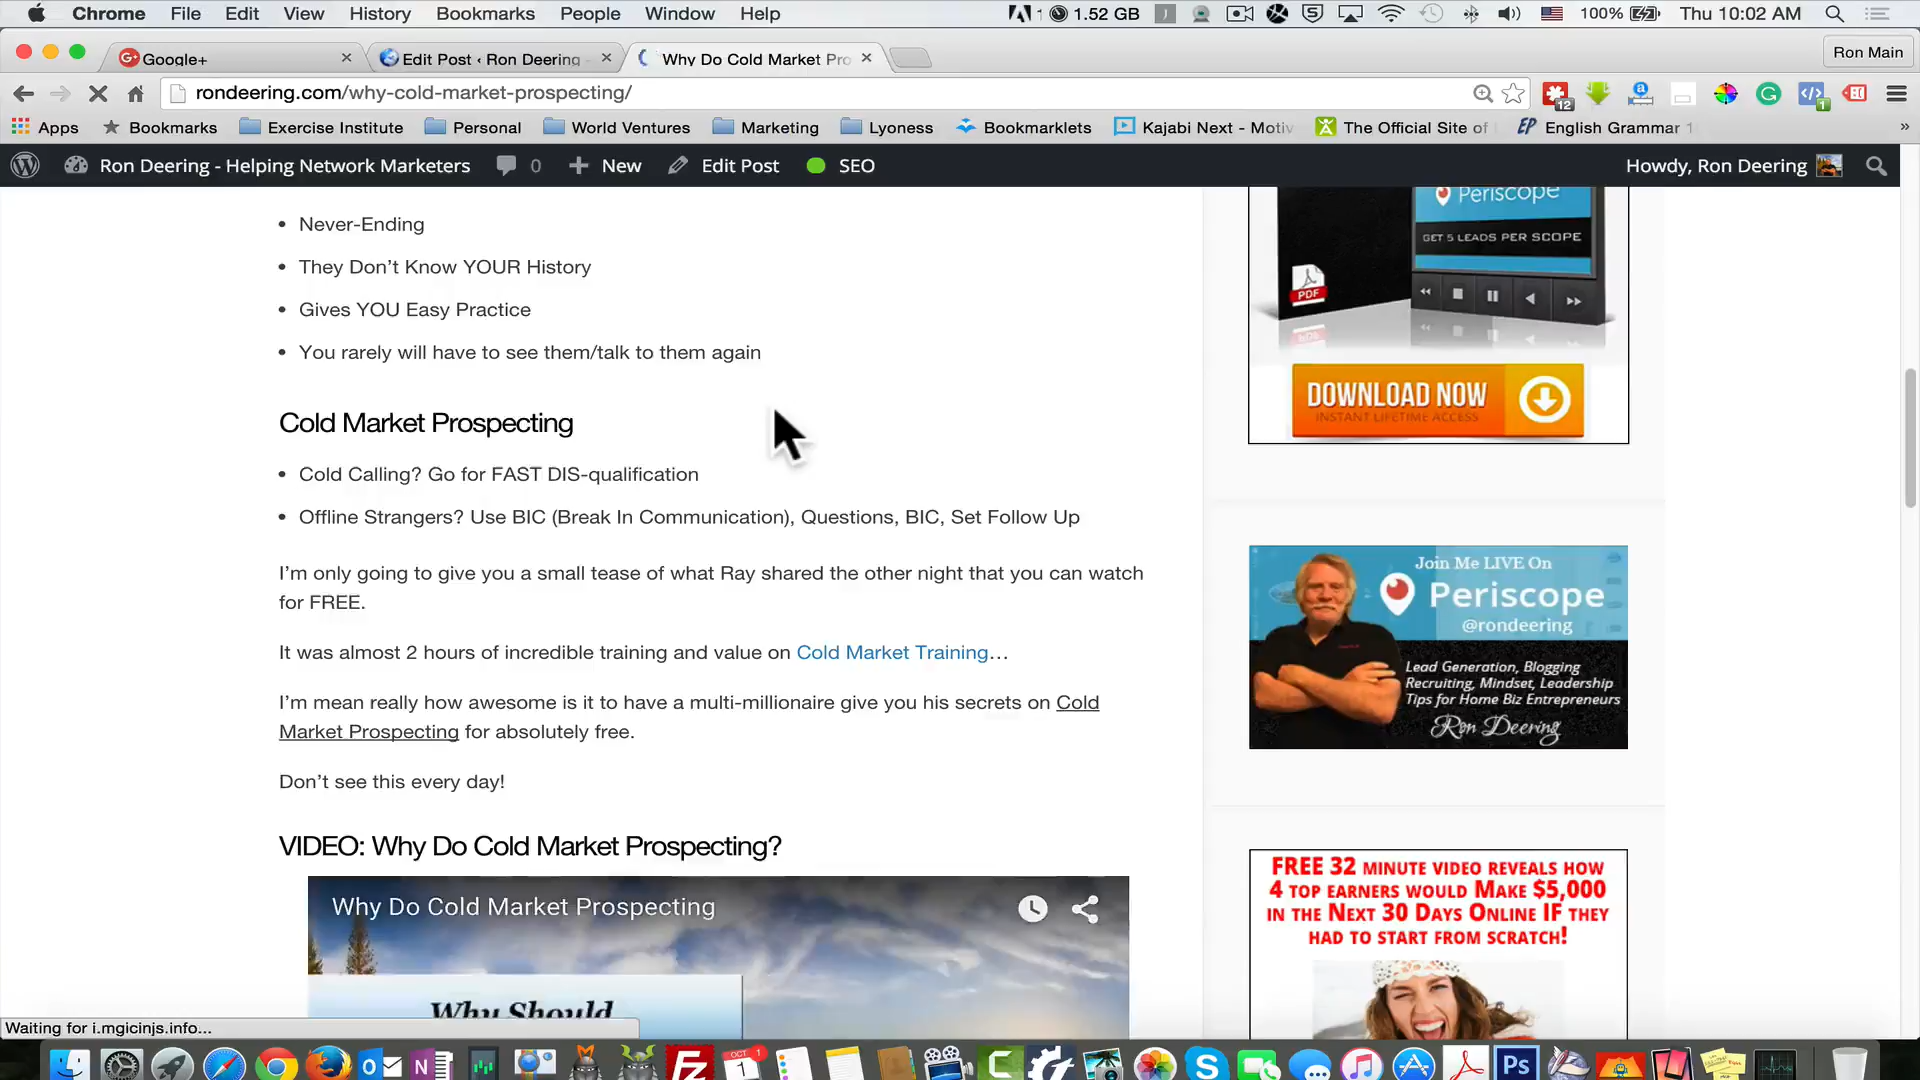 Chrome File Edit View History Bookmarks People Window Help 1 1.52 GB 100% Thu 10:02 AM
Google+ Edit Post ‹ Ron Deering - Why Do Cold Market Pro Ron Main
rondeering.com/why-cold-market-prospecting/ 12 1
Apps Bookmarks Exercise Institute Personal World Ventures Marketing Lyoness Bookmarklets Kajabi Next - Motiv The Official Site of EP English Grammar 1 »
Ron Deering - Helping Network Marketers 0 New Edit Post SEO Howdy, Ron Deering
• Never-Ending
• They Don’t Know YOUR History
• Gives YOU Easy Practice
• You rarely will have to see them/talk to them again
Cold Market Prospecting
• Cold Calling? Go for FAST DIS-qualification
• Offline Strangers? Use BIC (Break In Communication), Questions, BIC, Set Follow Up
I’m only going to give you a small tease of what Ray shared the other night that you can watch
for FREE.
It was almost 2 hours of incredible training and value on Cold Market Training…
I’m mean really how awesome is it to have a multi-millionaire give you his secrets on Cold
Market Prospecting for absolutely free.
Don’t see this every day!
VIDEO: Why Do Cold Market Prospecting?
Why Do Cold Market Prospecting
Why Should
Periscope
GET 5 LEADS PER SCOPE
PDF
DOWNLOAD NOW
INSTANT LIFETIME ACCESS
Join Me LIVE On
Periscope
@rondeering
Lead Generation, Blogging
Recruiting, Mindset, Leadership
Tips for Home Biz Entrepreneurs
Ron Deering
FREE 32 MINUTE VIDEO REVEALS HOW
4 TOP EARNERS WOULD MAKE $5,000
IN THE NEXT 30 DAYS ONLINE IF THEY
HAD TO START FROM SCRATCH!
Waiting for i.mgicinjs.info...
OCT 1
1
Ps